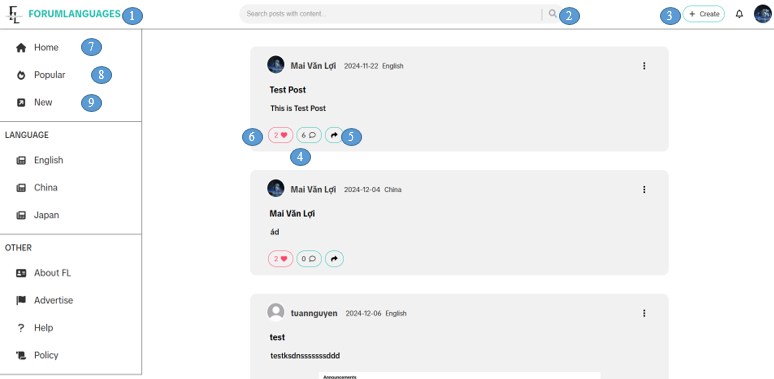 FL FORUMLANGUAGES 1
Search posts with content... 2
3 + Create
Home 7
Popular 8
New 9
LANGUAGE
English
China
Japan
OTHER
About FL
Advertise
Help
Policy
Mai Văn Lợi 2024-11-22 English
Test Post
This is Test Post
6 2 6 5
4
Mai Văn Lợi 2024-12-04 China
Mai Văn Lợi
ád
2 0
tuannguyen 2024-12-06 English
test
testksdnsssssssddd
Announcements